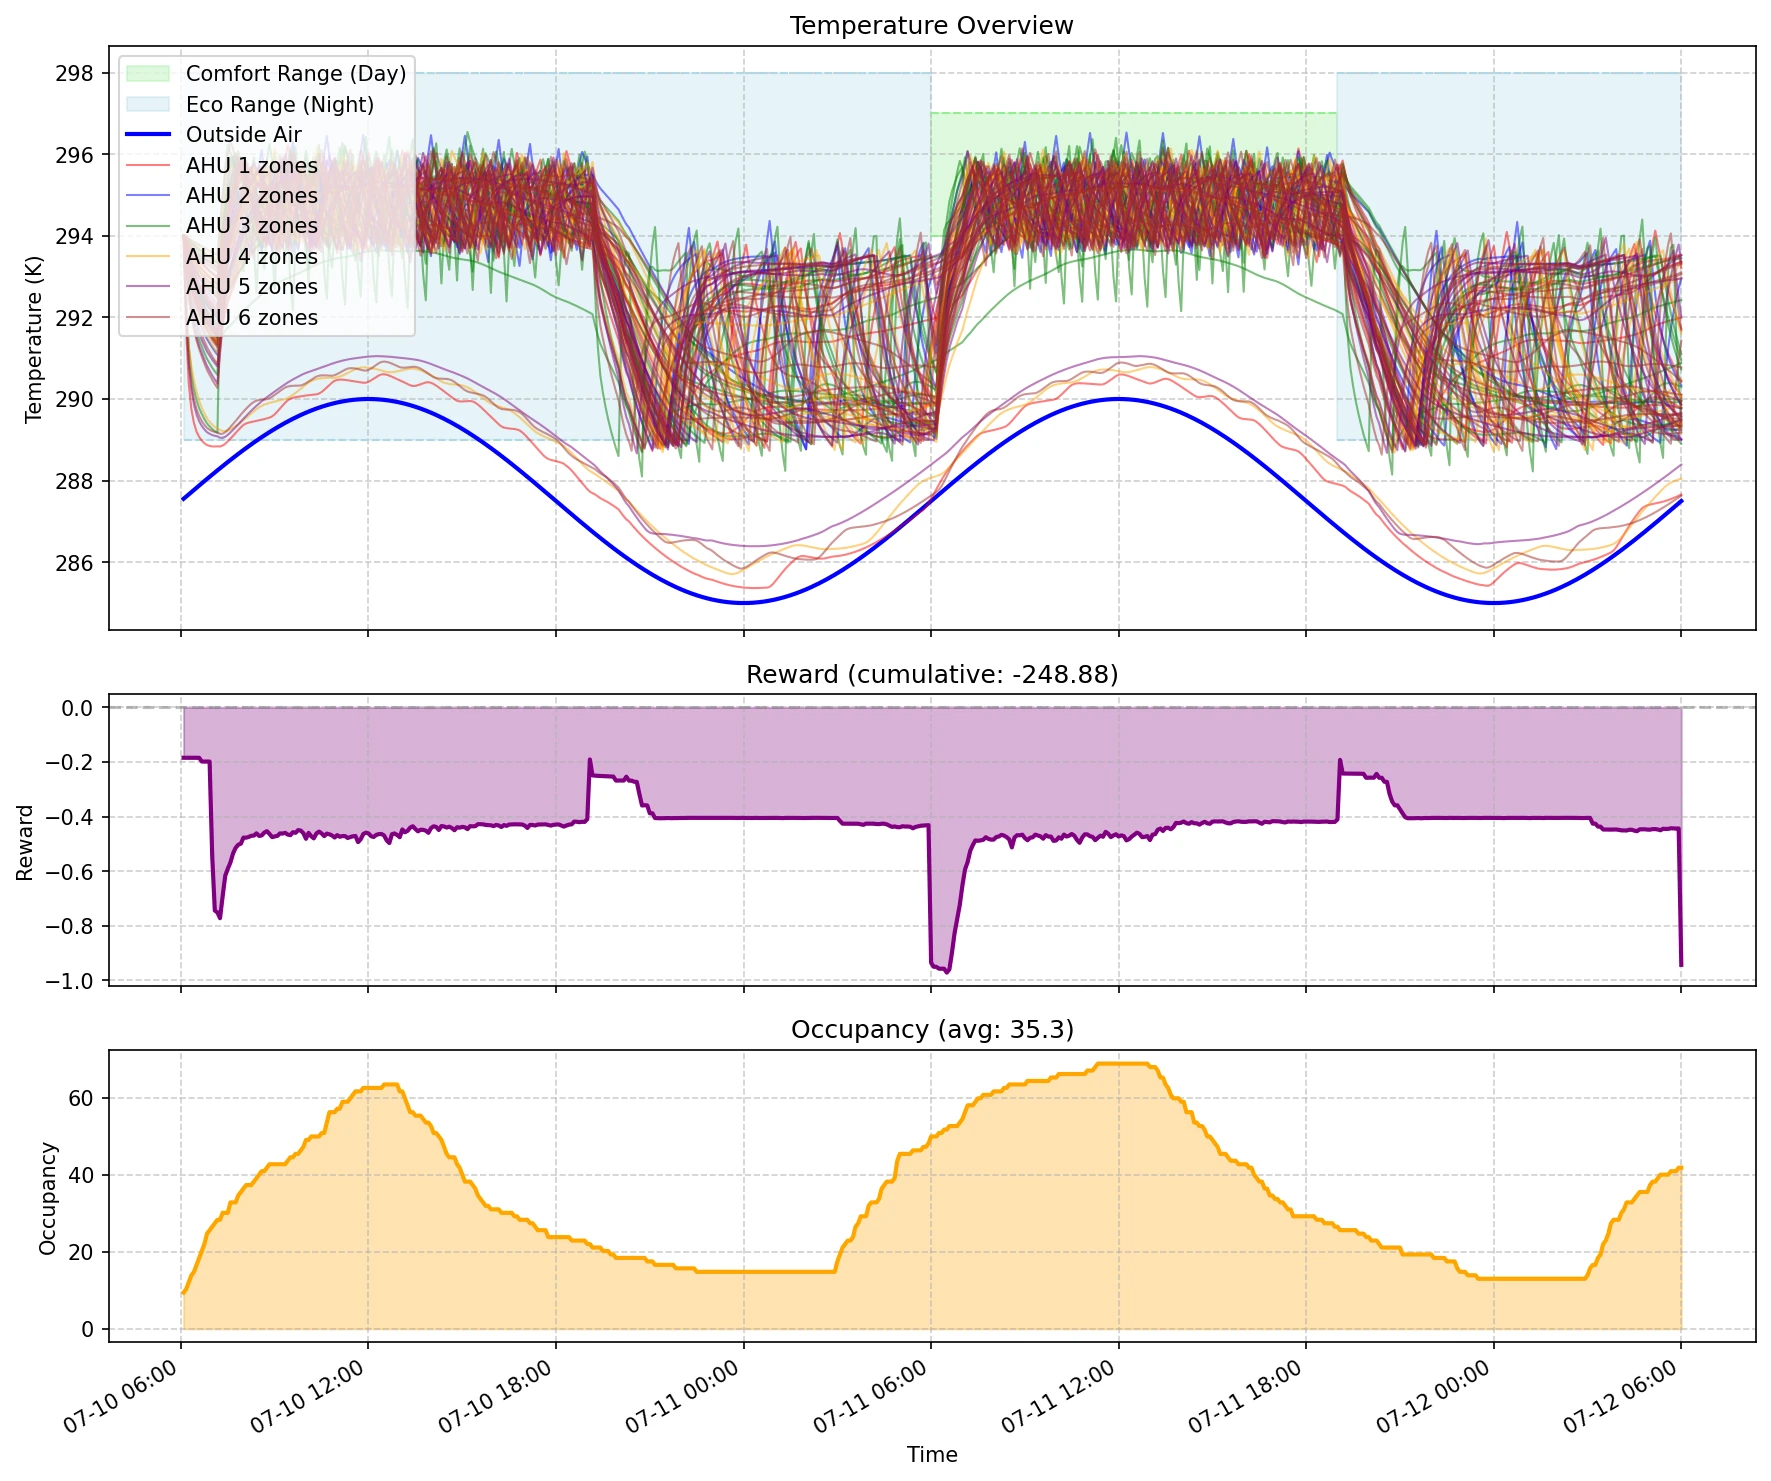 Temperature Overview
Temperature (K)
298
296
294
292
290
288
286
Comfort Range (Day)
Eco Range (Night)
Outside Air
AHU 1 zones
AHU 2 zones
AHU 3 zones
AHU 4 zones
AHU 5 zones
AHU 6 zones
Reward (cumulative: -248.88)
Reward
0.0
−0.2
−0.4
−0.6
−0.8
−1.0
Occupancy (avg: 35.3)
Occupancy
60
40
20
0
07-10 06:00
07-10 12:00
07-10 18:00
07-11 00:00
07-11 06:00
07-11 12:00
07-11 18:00
07-12 00:00
07-12 06:00
Time